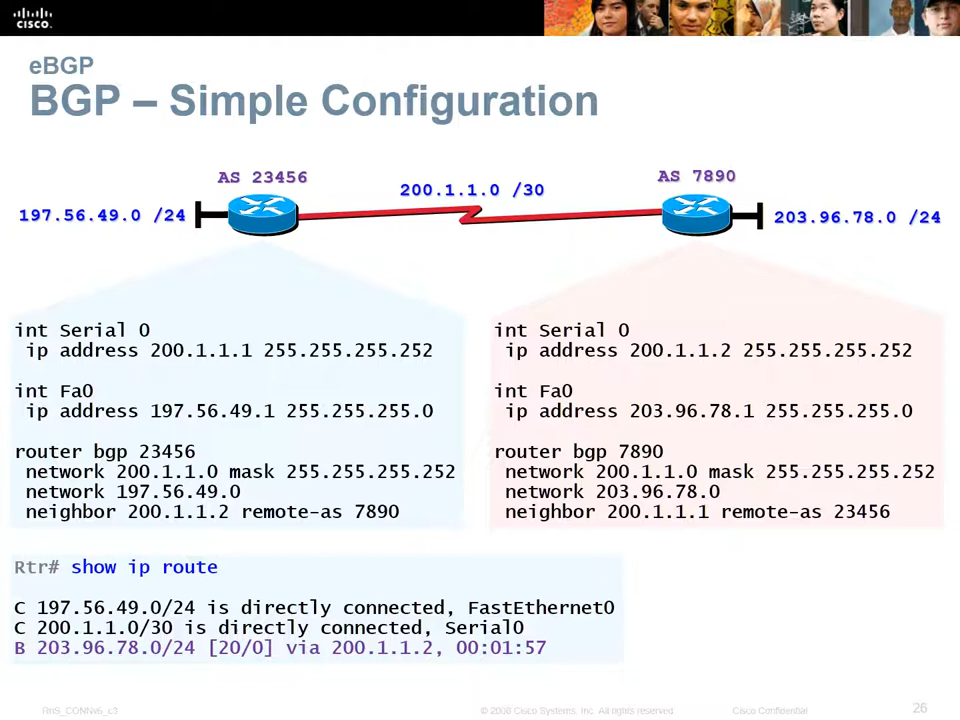 CISCO.
eBGP
BGP – Simple Configuration
AS 23456
AS 7890
200.1.1.0 /30
197.56.49.0 /24
203.96.78.0 /24
int Serial 0
ip address 200.1.1.1 255.255.255.252
int Fa0
ip address 197.56.49.1 255.255.255.0
router bgp 23456
network 200.1.1.0 mask 255.255.255.252
network 197.56.49.0
neighbor 200.1.1.2 remote-as 7890
int Serial 0
ip address 200.1.1.2 255.255.255.252
int Fa0
ip address 203.96.78.1 255.255.255.0
router bgp 7890
network 200.1.1.0 mask 255.255.255.252
network 203.96.78.0
neighbor 200.1.1.1 remote-as 23456
Rtr# show ip route
C 197.56.49.0/24 is directly connected, FastEthernet0
C 200.1.1.0/30 is directly connected, Serial0
B 203.96.78.0/24 [20/0] via 200.1.1.2, 00:01:57
RnS_CONNv6_c3
© 2008 Cisco Systems, Inc. All rights reserved
Cisco Confidential
26